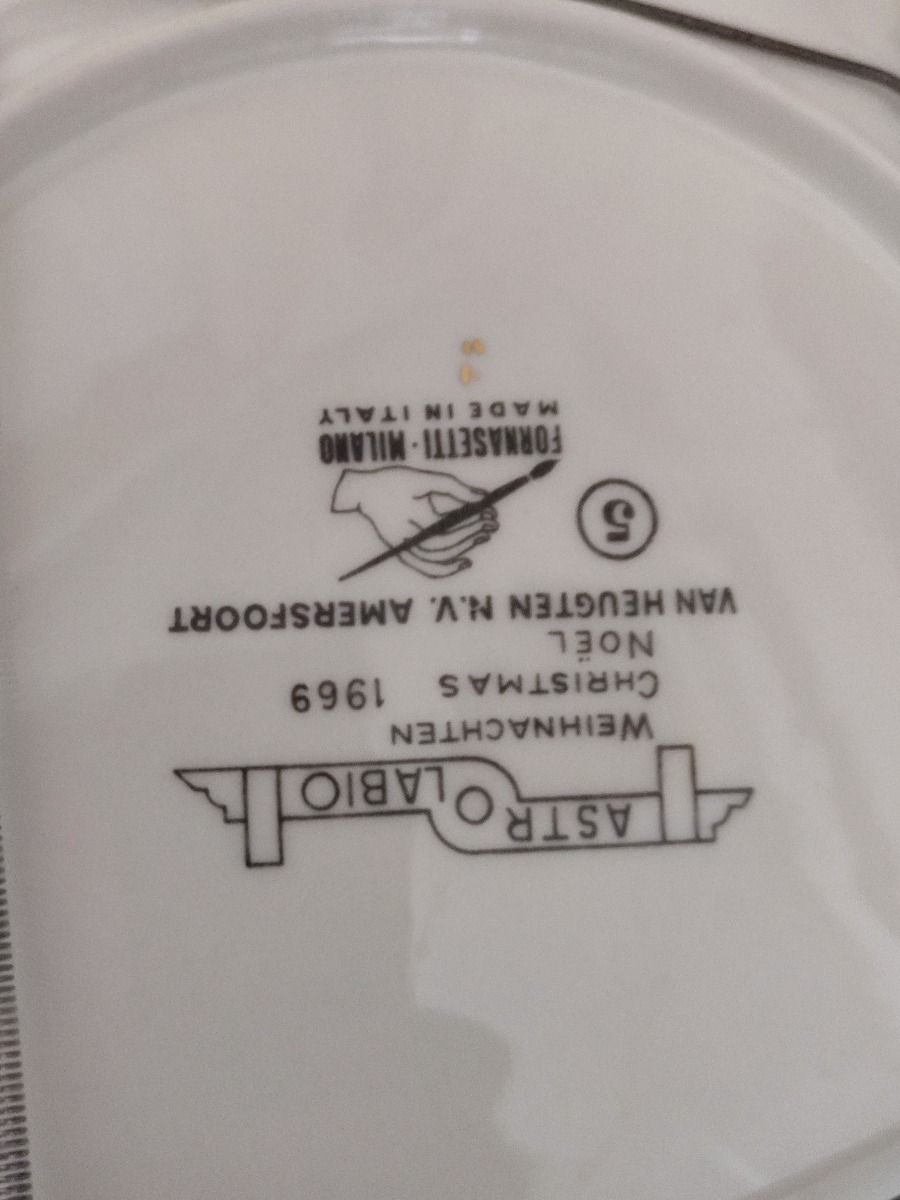 ASTROLABIO
WEIHNACHTEN
CHRISTMAS 1969
NOËL
VAN HEUGTEN N.V. AMERSFOORT
5
FORNASETTI·MILANO
MADE IN ITALY